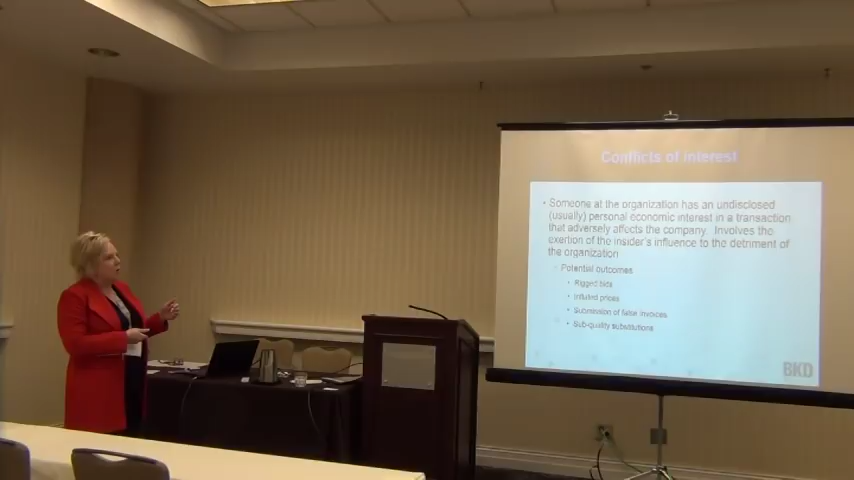 Conflicts of interest
• Someone at the organization has an undisclosed
(usually) personal economic interest in a transaction
that adversely affects the company. Involves the
exertion of the insider's influence to the detriment of
the organization
Potential outcomes
• Rigged bids
• Inflated prices
• Submission of false invoices
• Sub-quality substitutions
BKD